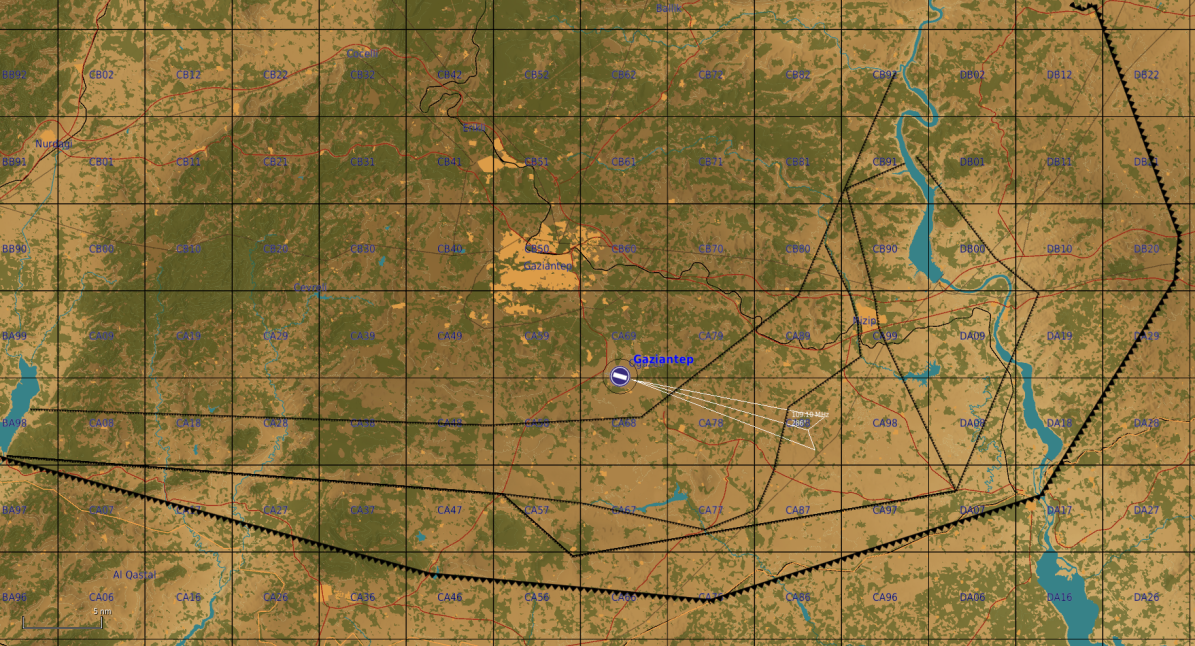 Balik
BB92 CB02 CB12 CB22 CB32 CB42 CB52 CB62 CB72 CB82 CB92 DB02 DB12 DB22
Nurdagi
BB91 CB01 CB11 CB21 CB31 CB41 CB51 CB61 CB71 CB81 CB91 DB01 DB11
BB90 CB00 CB10 CB20 CB30 CB40 CB50 CB60 CB70 CB80 CB90 DB00 DB10 DB20
Gaziantep
BA99 CA09 CA19 CA29 CA39 CA49 CA59 CA69 CA79 CA89 CA99 DA09 DA19 DA29
Nizip
Gaziantep
109.10 MHz
BA98 CA08 CA18 CA28 CA38 CA48 CA58 CA68 CA78 CA88 CA98 DA08 DA18 DA28
BA97 CA07 CA17 CA27 CA37 CA47 CA57 CA67 CA77 CA87 CA97 DA07 DA17 DA27
Al Qastal
BA96 CA06 CA16 CA26 CA36 CA46 CA56 CA66 CA76 CA86 CA96 DA06 DA16 DA26
5 nm